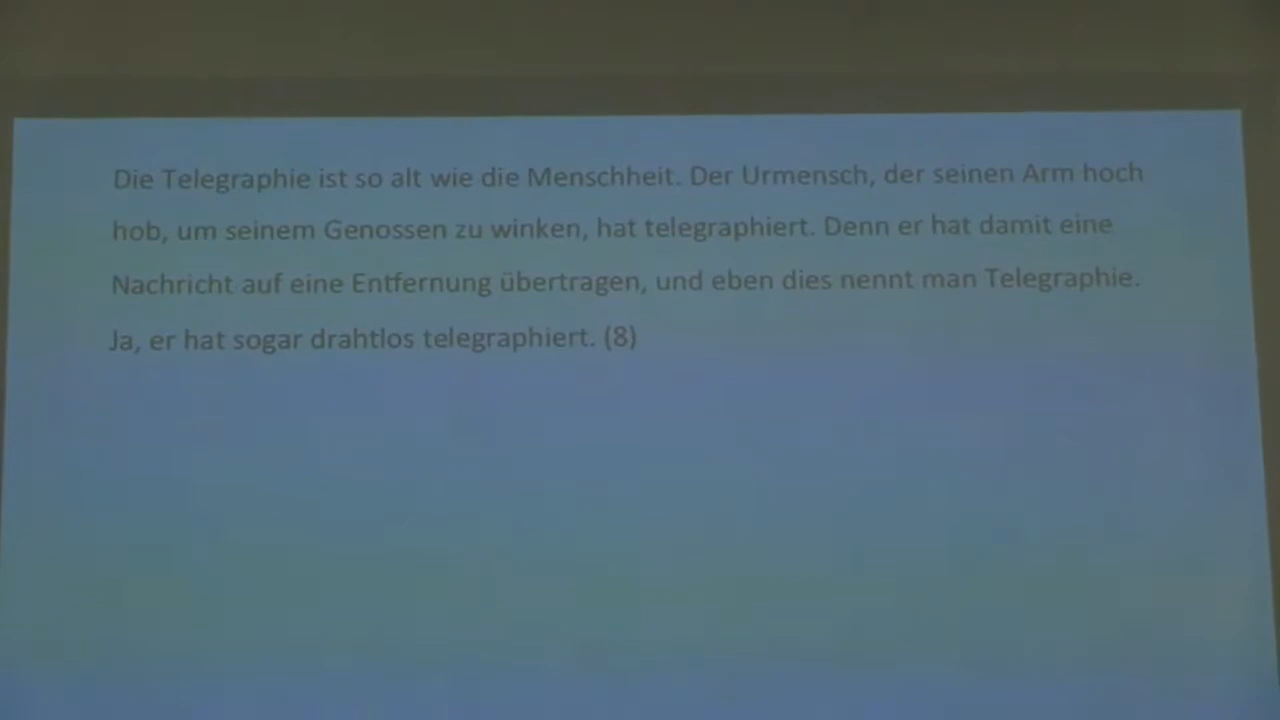 Die Telegraphie ist so alt wie die Menschheit. Der Urmensch, der seinen Arm hoch
hob, um seinem Genossen zu winken, hat telegraphiert. Denn er hat damit eine
Nachricht auf eine Entfernung übertragen, und eben dies nennt man Telegraphie.
Ja, er hat sogar drahtlos telegraphiert. (8)